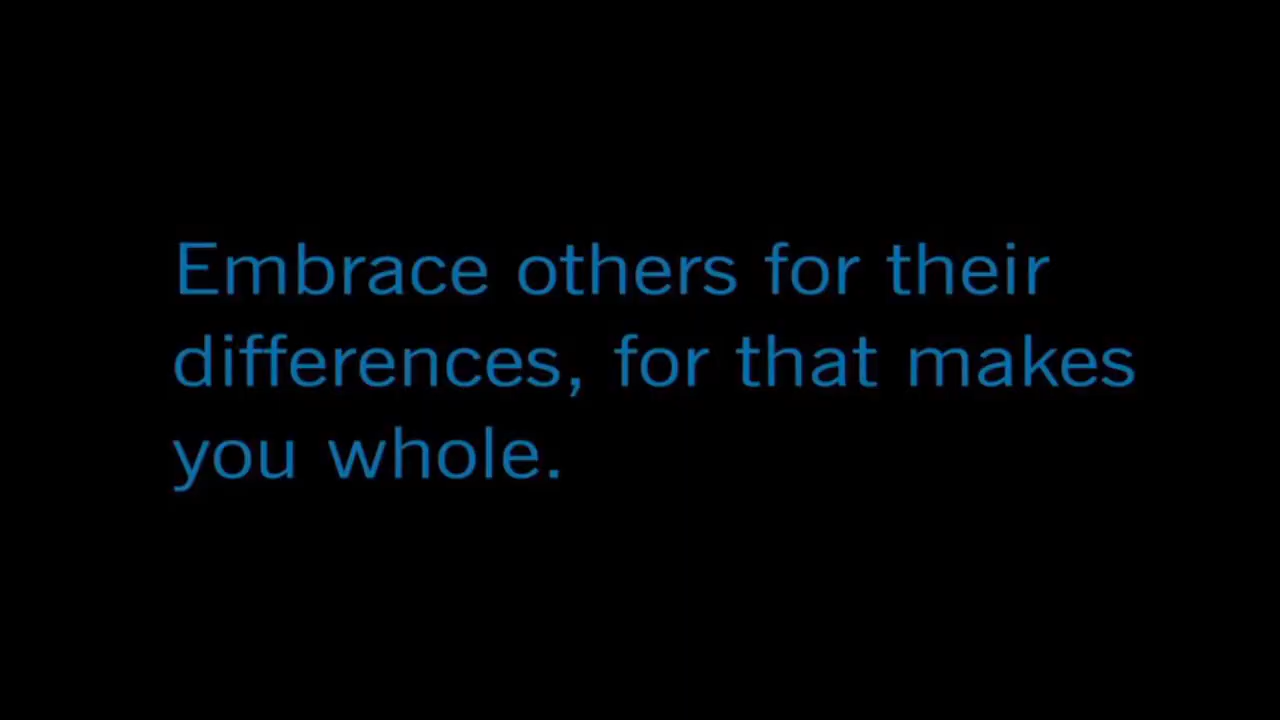 Embrace others for their
differences, for that makes
you whole.